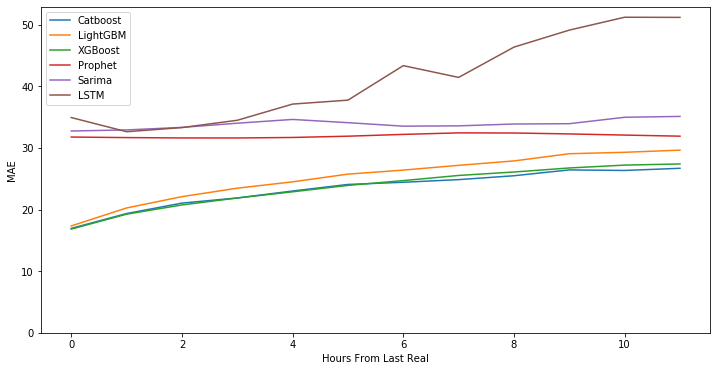 Catboost
LightGBM
XGBoost
Prophet
Sarima
LSTM
50
40
30
20
10
0
MAE
0 2 4 6 8 10
Hours From Last Real